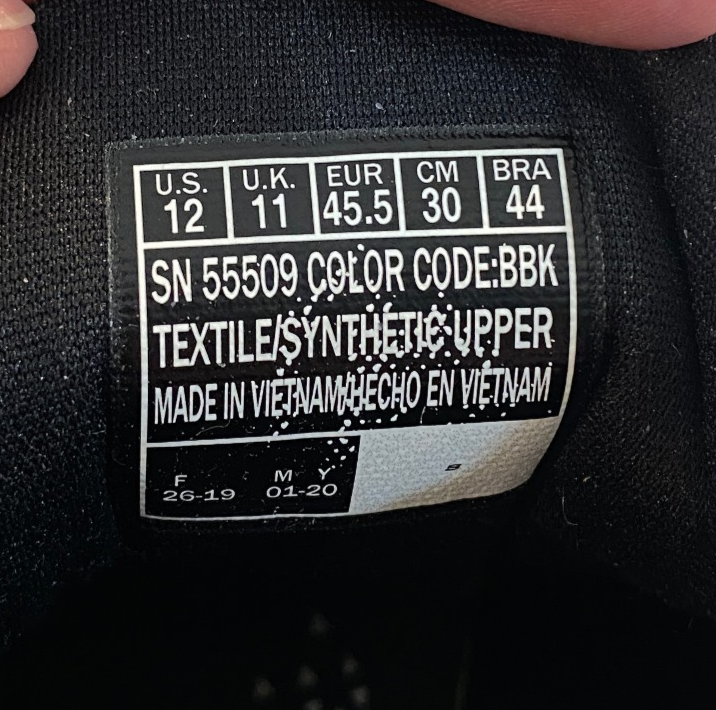 U.S. U.K. EUR CM BRA
12 11 45.5 30 44
SN 55509 COLOR CODE:BBK
TEXTILE/SYNTHETIC UPPER
MADE IN VIETNAM/HECHO EN VIETNAM
F M Y
26-19 01-20